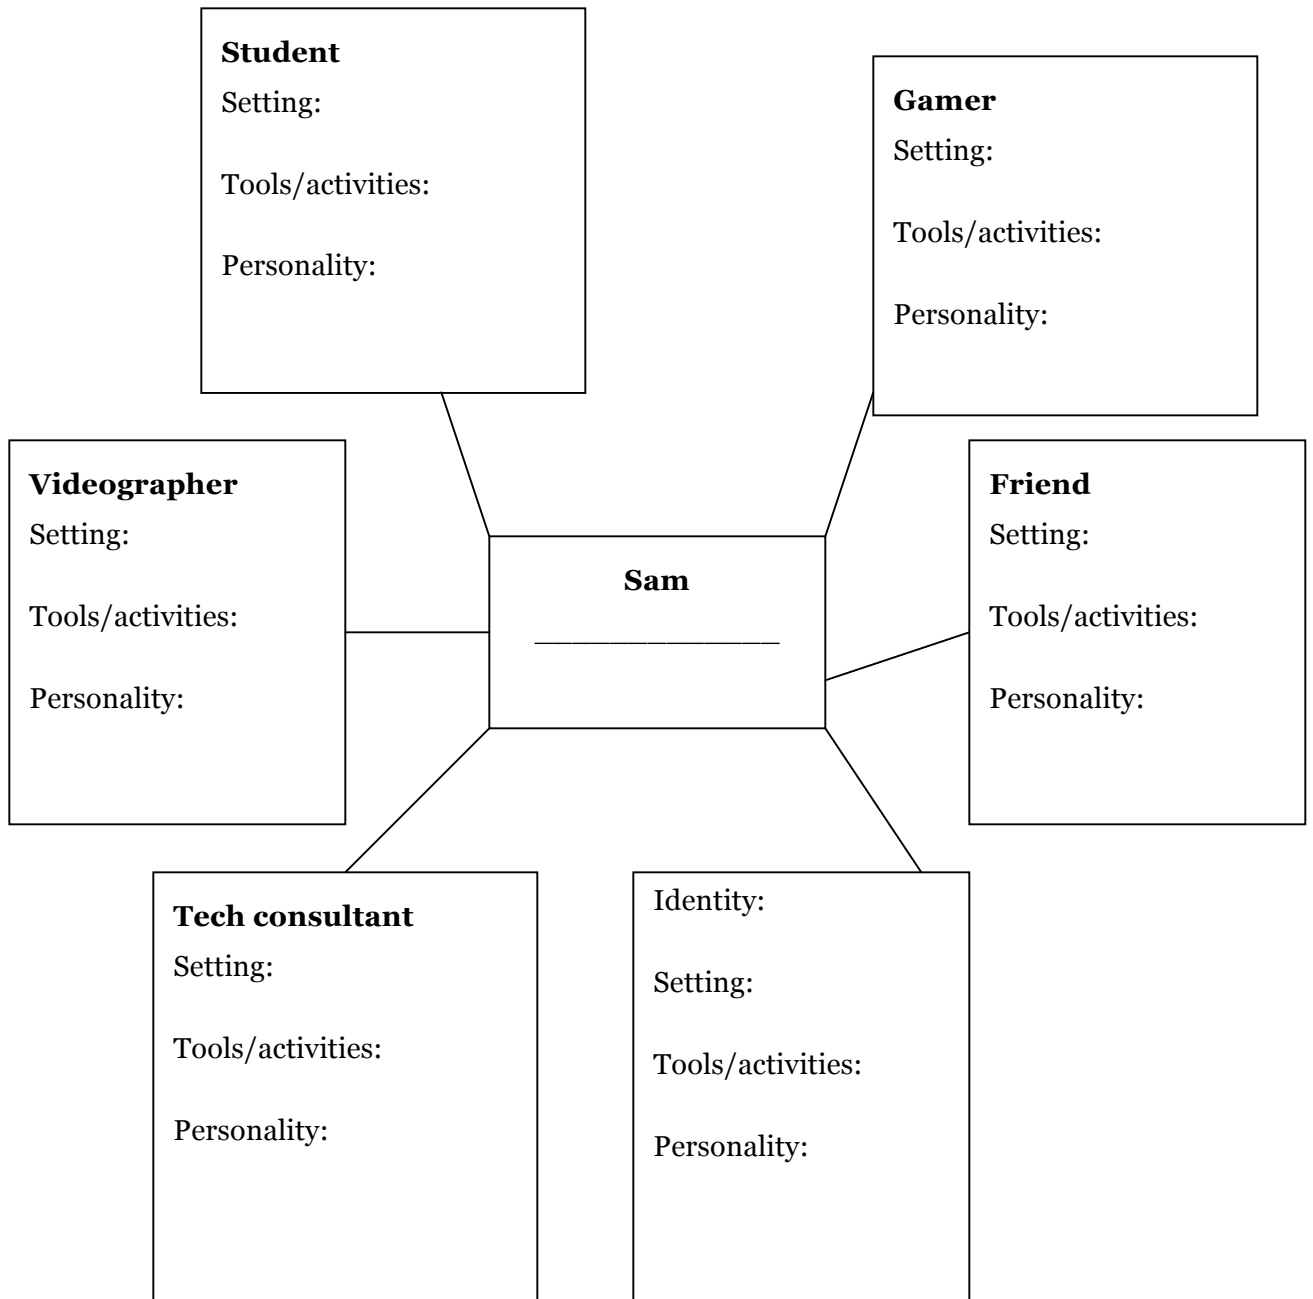 Student
Setting:
Tools/activities:
Personality:
Gamer
Setting:
Tools/activities:
Personality:
Videographer
Setting:
Tools/activities:
Personality:
Sam
_____________
Friend
Setting:
Tools/activities:
Personality:
Tech consultant
Setting:
Tools/activities:
Personality:
Identity:
Setting:
Tools/activities:
Personality: